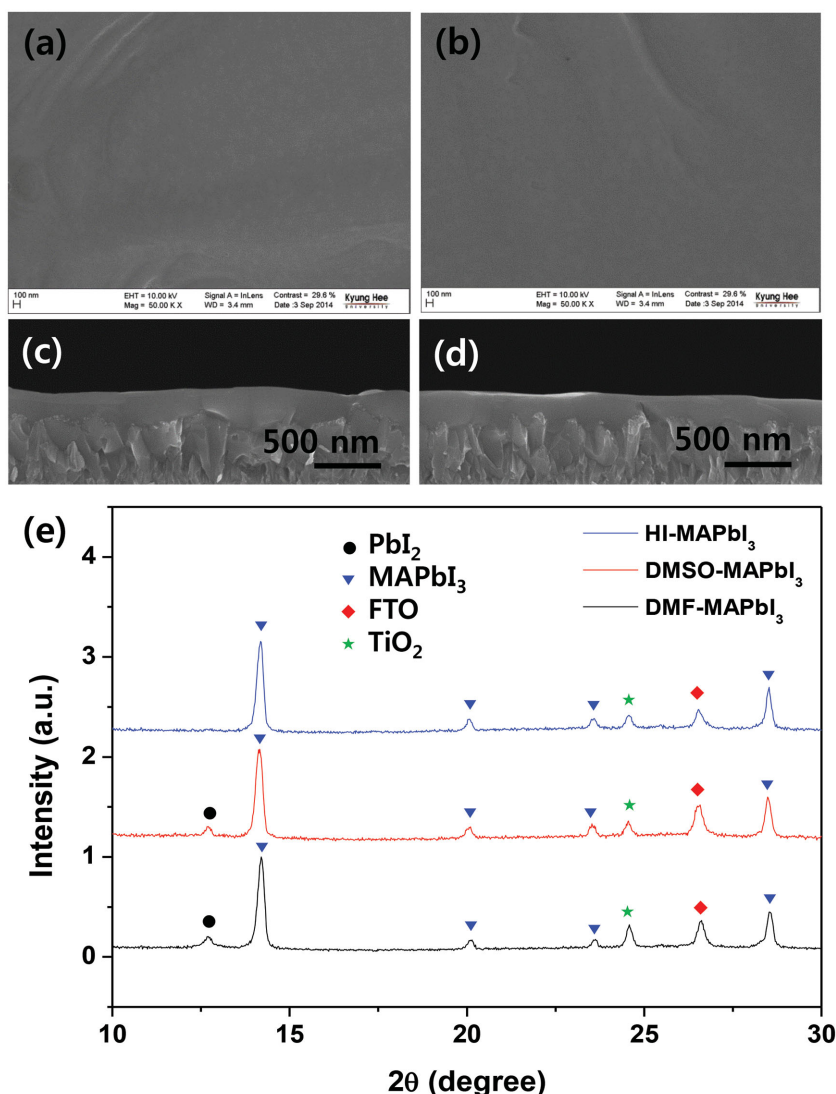 (a)
100 nm
EHT = 10.00 kV Signal A = InLens Contrast = 29.6 % Kyung Hee
Mag = 50.00 K X WD = 3.4 mm Date :3 Sep 2014 University
(b)
100 nm
EHT = 10.00 kV Signal A = InLens Contrast = 29.6 % Kyung Hee
Mag = 50.00 K X WD = 3.4 mm Date :3 Sep 2014 University
(c)
500 nm
(d)
500 nm
(e)
PbI₂
MAPbI₃
FTO
TiO₂
HI-MAPbI₃
DMSO-MAPbI₃
DMF-MAPbI₃
4
3
2
1
0
Intensity (a.u.)
10 15 20 25 30
2θ (degree)